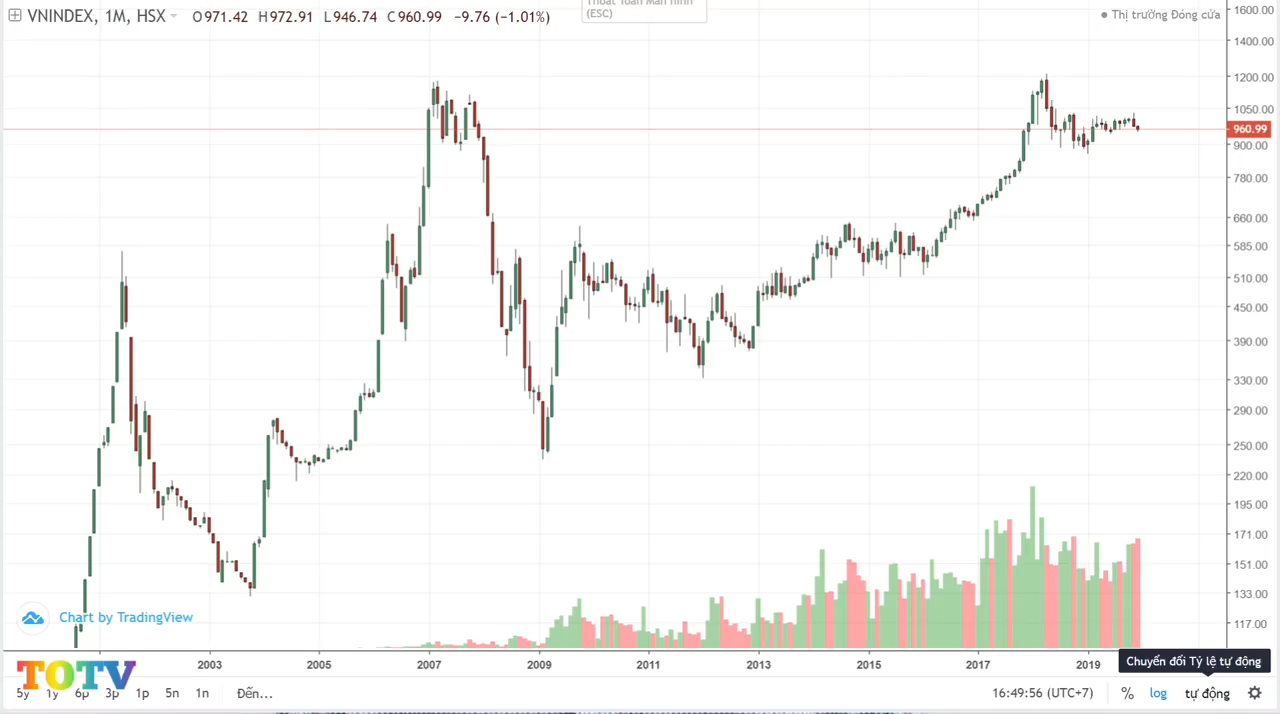 VNINDEX, 1M, HSX O971.42 H972.91 L946.74 C960.99 −9.76 (−1.01%)
Thoát Toàn Màn hình
(ESC)
Thị trường Đóng cửa
1600.00
1400.00
1200.00
1050.00
960.99
900.00
780.00
660.00
585.00
510.00
450.00
390.00
330.00
290.00
250.00
220.00
195.00
171.00
151.00
133.00
117.00
Chart by TradingView
2003 2005 2007 2009 2011 2013 2015 2017 2019
Chuyển đổi Tỷ lệ tự động
TOTV
5y 1y 6p 3p 1p 5n 1n Đến... 16:49:56 (UTC+7) % log tự động